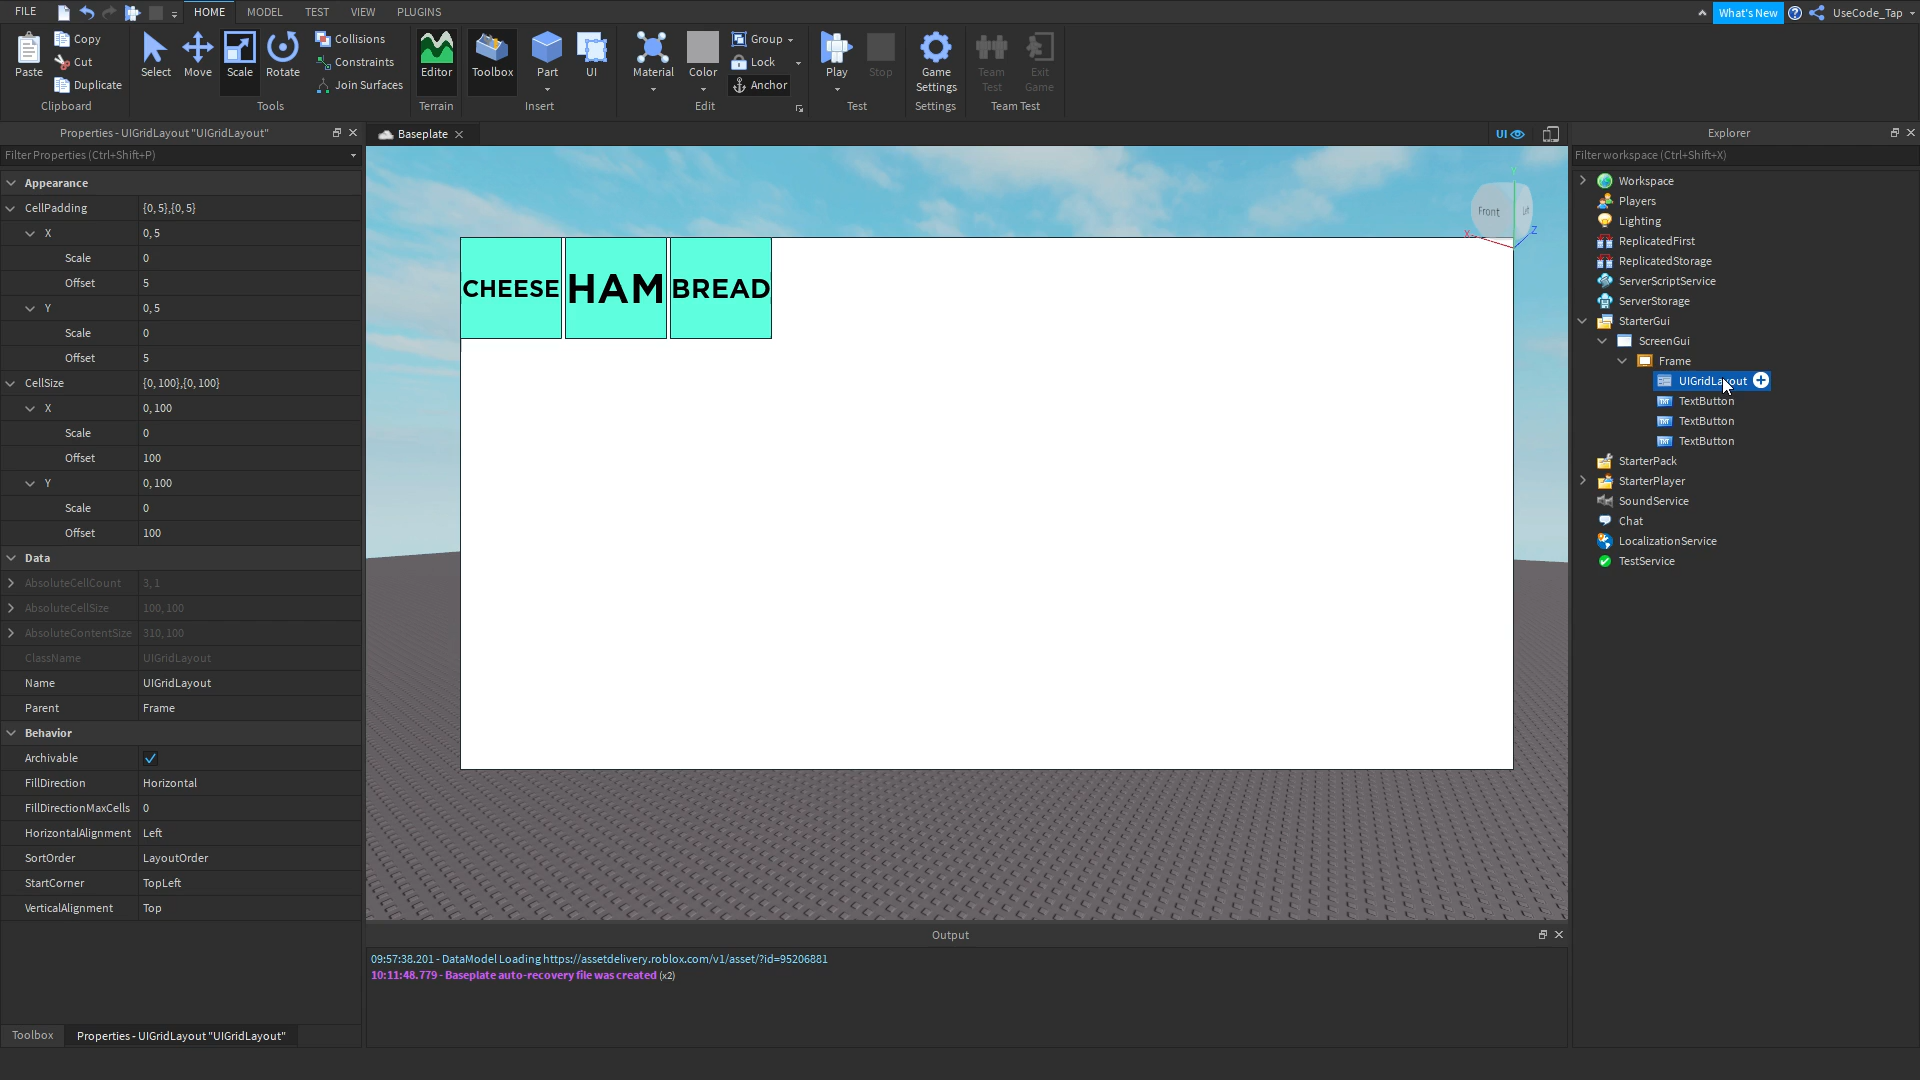 FILE
HOME
MODEL
TEST
VIEW
PLUGINS
What's New
UseCode_Tap
Paste
Copy
Cut
Duplicate
Clipboard
Select
Move
Scale
Rotate
Collisions
Constraints
Join Surfaces
Tools
Editor
Terrain
Toolbox
Part
UI
Insert
Material
Color
Group
Lock
Anchor
Edit
Play
Stop
Test
Game Settings
Settings
Team Test
Exit Game
Team Test
Properties - UIGridLayout "UIGridLayout"
Filter Properties (Ctrl+Shift+P)
Appearance
CellPadding {0, 5},{0, 5}
X 0, 5
Scale 0
Offset 5
Y 0, 5
Scale 0
Offset 5
CellSize {0, 100},{0, 100}
X 0, 100
Scale 0
Offset 100
Y 0, 100
Scale 0
Offset 100
Data
AbsoluteCellCount 3, 1
AbsoluteCellSize 100, 100
AbsoluteContentSize 310, 100
ClassName UIGridLayout
Name UIGridLayout
Parent Frame
Behavior
Archivable
FillDirection Horizontal
FillDirectionMaxCells 0
HorizontalAlignment Left
SortOrder LayoutOrder
StartCorner TopLeft
VerticalAlignment Top
Toolbox
Properties - UIGridLayout "UIGridLayout"
Baseplate
UI
Front
X
Z
CHEESE HAM BREAD
Output
09:57:38.201 - DataModel Loading https://assetdelivery.roblox.com/v1/asset/?id=95206881
10:11:48.779 - Baseplate auto-recovery file was created (x2)
Explorer
Filter workspace (Ctrl+Shift+X)
Workspace
Players
Lighting
ReplicatedFirst
ReplicatedStorage
ServerScriptService
ServerStorage
StarterGui
ScreenGui
Frame
UIGridLayout
TextButton
TextButton
TextButton
StarterPack
StarterPlayer
SoundService
Chat
LocalizationService
TestService